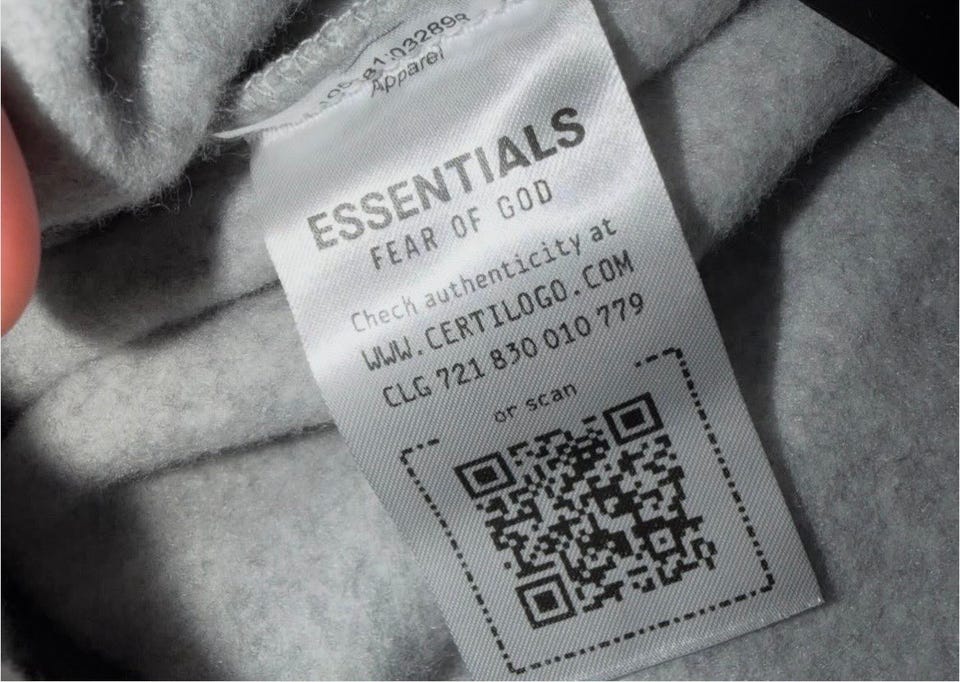 Apparel
ESSENTIALS
FEAR OF GOD
Check authenticity at
WWW.CERTILOGO.COM
CLG 721 830 010 779
or scan